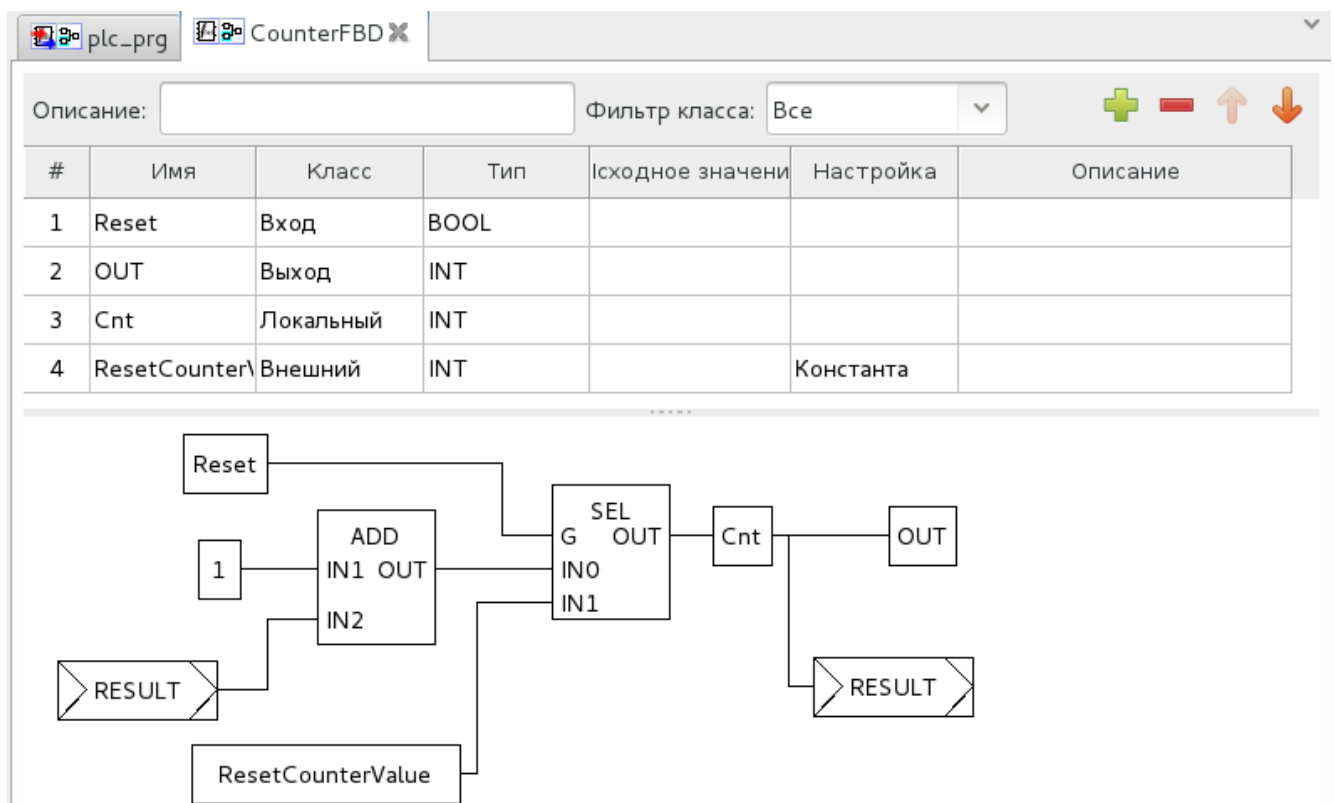 plc_prg CounterFBD
Описание: Фильтр класса: Все
# Имя Класс Тип Iсходное значени Настройка Описание
1 Reset Вход BOOL
2 OUT Выход INT
3 Cnt Локальный INT
4 ResetCounter Внешний INT Константа
Reset
SEL
ADD
G OUT
Cnt
OUT
1
IN1 OUT
IN0
IN1
IN2
RESULT
RESULT
ResetCounterValue